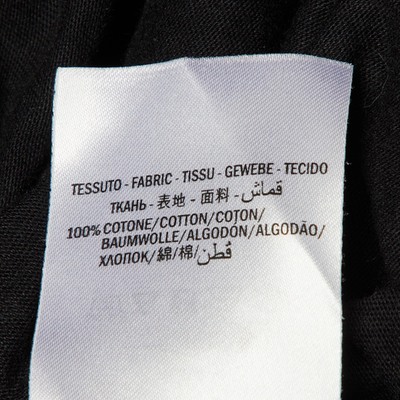 TESSUTO - FABRIC - TISSU - GEWEBE - TECIDO
ТКАНЬ - 表地 - 面料 - قماش
100% COTONE/COTTON/COTON/
BAUMWOLLE/ALGODÓN/ALGODÃO/
ХЛОПОК/綿/棉/قُطن